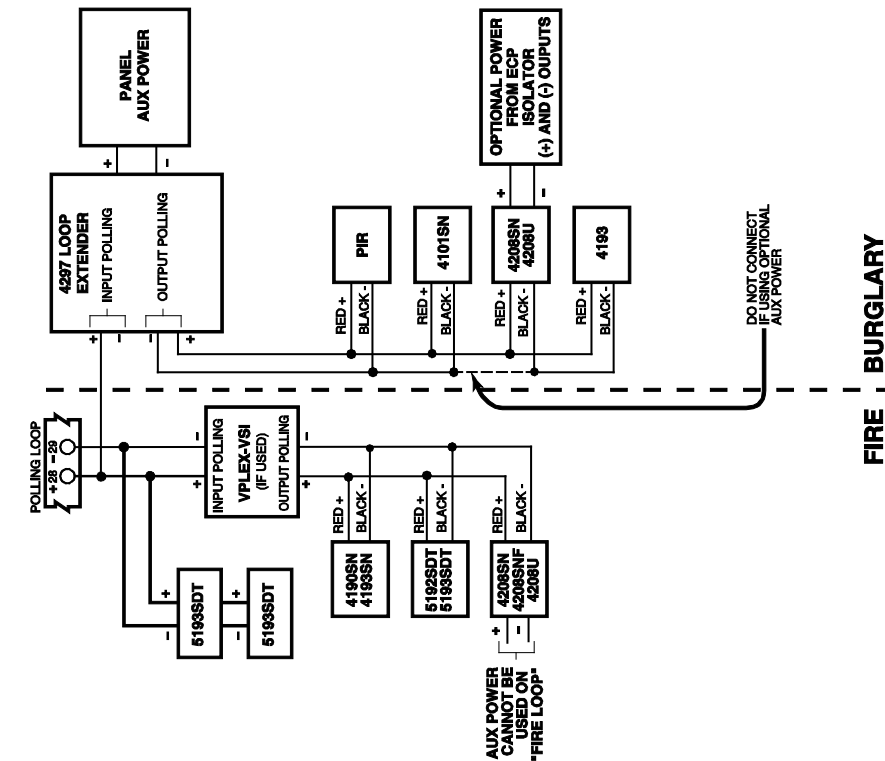 PANEL
AUX POWER
+
-
4297 LOOP
EXTENDER
INPUT POLLING
OUTPUT POLLING
+
-
-
+
PIR
RED +
BLACK -
4101SN
RED +
BLACK -
OPTIONAL POWER
FROM ECP
ISOLATOR
(+) AND (-) OUPUTS
+
-
4208SN
4208U
RED +
BLACK -
4193
RED +
BLACK -
DO NOT CONNECT
IF USING OPTIONAL
AUX POWER
BURGLARY
FIRE
POLLING LOOP
+28
-29
-
+
INPUT POLLING
VPLEX-VSI
(IF USED)
OUTPUT POLLING
-
+
+
-
5193SDT
+
-
5193SDT
RED +
BLACK -
4190SN
4193SN
RED +
BLACK -
5192SDT
5193SDT
RED +
BLACK -
4208SN
4208SNF
4208U
+
-
AUX POWER
CANNOT BE
USED ON
"FIRE LOOP"